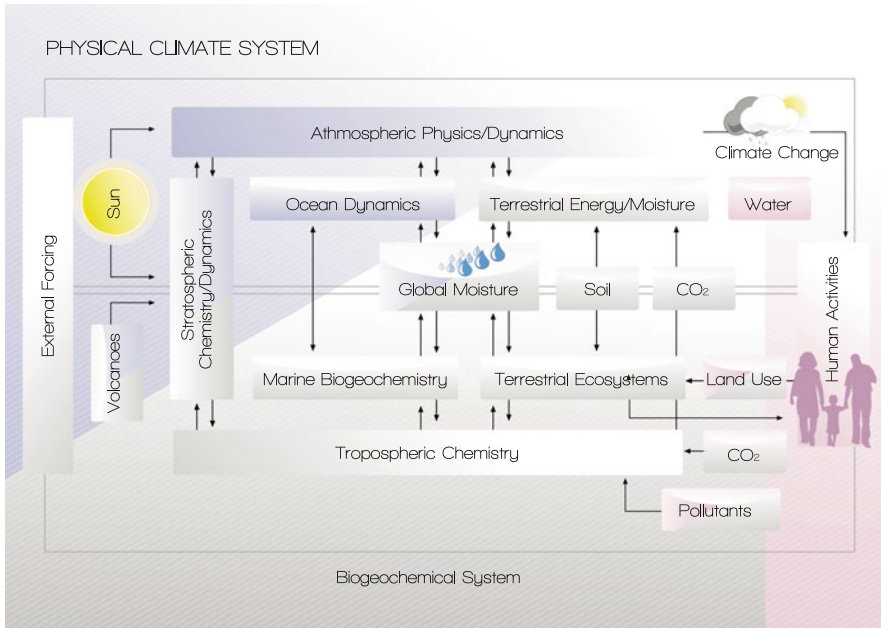 PHYSICAL CLIMATE SYSTEM
Athmospheric Physics/Dynamics
Climate Change
Sun
Ocean Dynamics
Terrestrial Energy/Moisture
Water
External Forcing
Stratospheric
Chemistry/Dynamics
Global Moisture
Soil
CO₂
Human Activities
Volcanoes
Marine Biogeochemistry
Terrestrial Ecosystems
Land Use
Tropospheric Chemistry
CO₂
Pollutants
Biogeochemical System